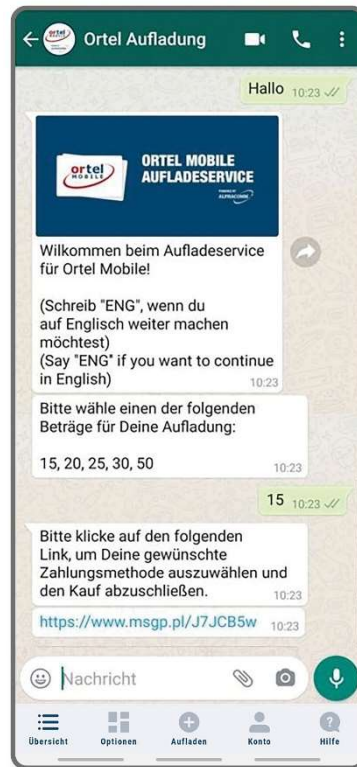 Ortel Aufladung
Hallo 10:23
ortel
MOBILE
ORTEL MOBILE
AUFLADESERVICE
POWERED BY
ALPHACOMM
Wilkommen beim Aufladeservice
für Ortel Mobile!
(Schreib "ENG", wenn du
auf Englisch weiter machen
möchtest)
(Say "ENG" if you want to continue
in English)
10:23
Bitte wähle einen der folgenden
Beträge für Deine Aufladung:
15, 20, 25, 30, 50
10:23
15 10:23
Bitte klicke auf den folgenden
Link, um Deine gewünschte
Zahlungsmethode auszuwählen und
den Kauf abzuschließen.
10:23
https://www.msgp.pl/J7JCB5w 10:23
Nachricht
Übersicht Optionen Aufladen Konto Hilfe